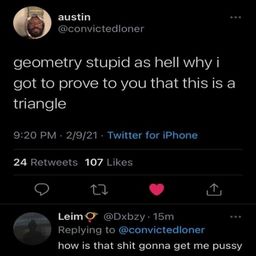 austin
@convictedloner
geometry stupid as hell why i
got to prove to you that this is a
triangle
9:20 PM · 2/9/21 · Twitter for iPhone
24 Retweets 107 Likes
Leim @Dxbzy · 15m
Replying to @convictedloner
how is that shit gonna get me pussy